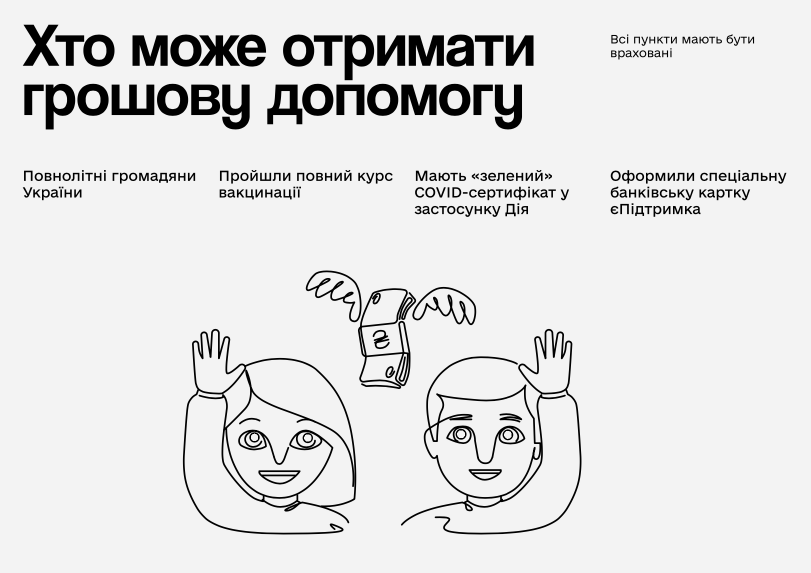 Хто може отримати
грошову допомогу
Всі пункти мають бути
враховані
Повнолітні громадяни
України
Пройшли повний курс
вакцинації
Мають «зелений»
COVID-сертифікат у
застосунку Дія
Оформили спеціальну
банківську картку
єПідтримка
₴